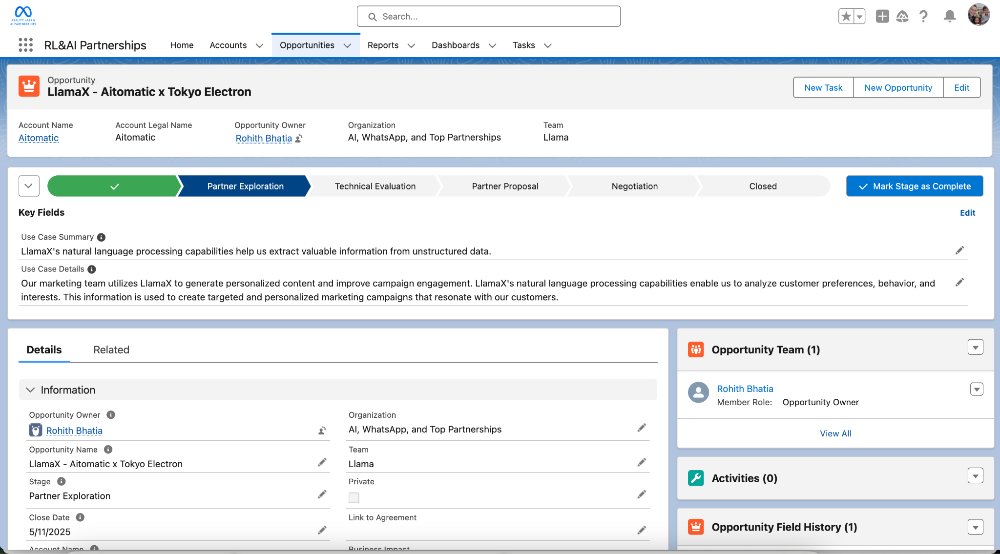 REALITY LABS &
AI PARTNERSHIPS
Search...
RL&AI Partnerships
Home
Accounts
Opportunities
Reports
Dashboards
Tasks
Opportunity
LlamaX - Aitomatic x Tokyo Electron
New Task
New Opportunity
Edit
Account Name
Aitomatic
Account Legal Name
Aitomatic
Opportunity Owner
Rohith Bhatia
Organization
AI, WhatsApp, and Top Partnerships
Team
Llama
Partner Exploration
Technical Evaluation
Partner Proposal
Negotiation
Closed
Mark Stage as Complete
Key Fields
Edit
Use Case Summary
LlamaX's natural language processing capabilities help us extract valuable information from unstructured data.
Use Case Details
Our marketing team utilizes LlamaX to generate personalized content and improve campaign engagement. LlamaX's natural language processing capabilities enable us to analyze customer preferences, behavior, and
interests. This information is used to create targeted and personalized marketing campaigns that resonate with our customers.
Details
Related
Information
Opportunity Owner
Rohith Bhatia
Organization
AI, WhatsApp, and Top Partnerships
Opportunity Name
LlamaX - Aitomatic x Tokyo Electron
Team
Llama
Stage
Partner Exploration
Private
Close Date
5/11/2025
Link to Agreement
Account Name
Business Impact
Opportunity Team (1)
Rohith Bhatia
Member Role: Opportunity Owner
View All
Activities (0)
Opportunity Field History (1)